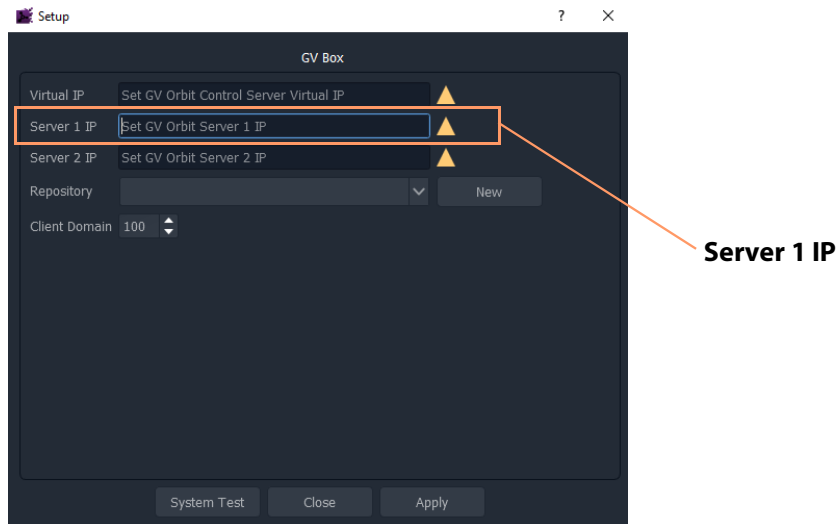 Setup
?
GV Box
Virtual IP Set GV Orbit Control Server Virtual IP
Server 1 IP Set GV Orbit Server 1 IP
Server 2 IP Set GV Orbit Server 2 IP
Repository New
Client Domain 100
Server 1 IP
System Test Close Apply